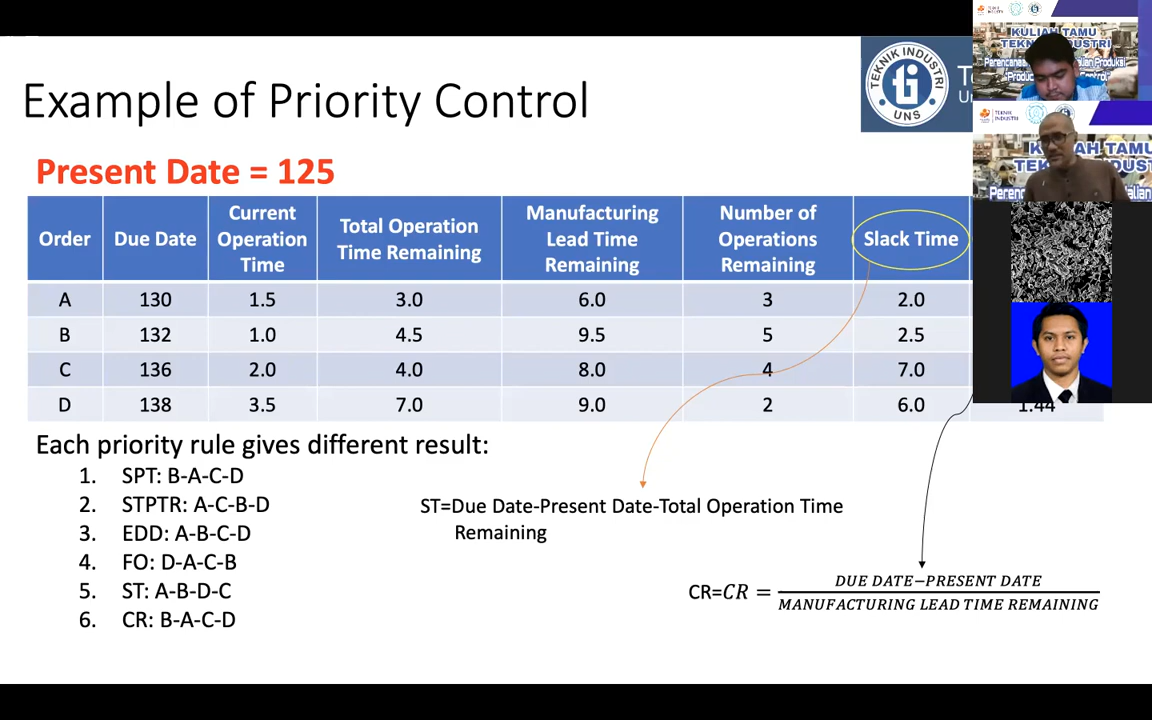 Example of Priority Control
TEKNIK INDUSTRI
UNS
Present Date = 125
Order Due Date Current Operation Time Total Operation Time Remaining Manufacturing Lead Time Remaining Number of Operations Remaining Slack Time
A 130 1.5 3.0 6.0 3 2.0
B 132 1.0 4.5 9.5 5 2.5
C 136 2.0 4.0 8.0 4 7.0
D 138 3.5 7.0 9.0 2 6.0 1.44
Each priority rule gives different result:
1. SPT: B-A-C-D
2. STPTR: A-C-B-D
3. EDD: A-B-C-D
4. FO: D-A-C-B
5. ST: A-B-D-C
6. CR: B-A-C-D
ST=Due Date-Present Date-Total Operation Time
Remaining
CR=CR = DUE DATE−PRESENT DATE
MANUFACTURING LEAD TIME REMAINING
KULIAH TAMU